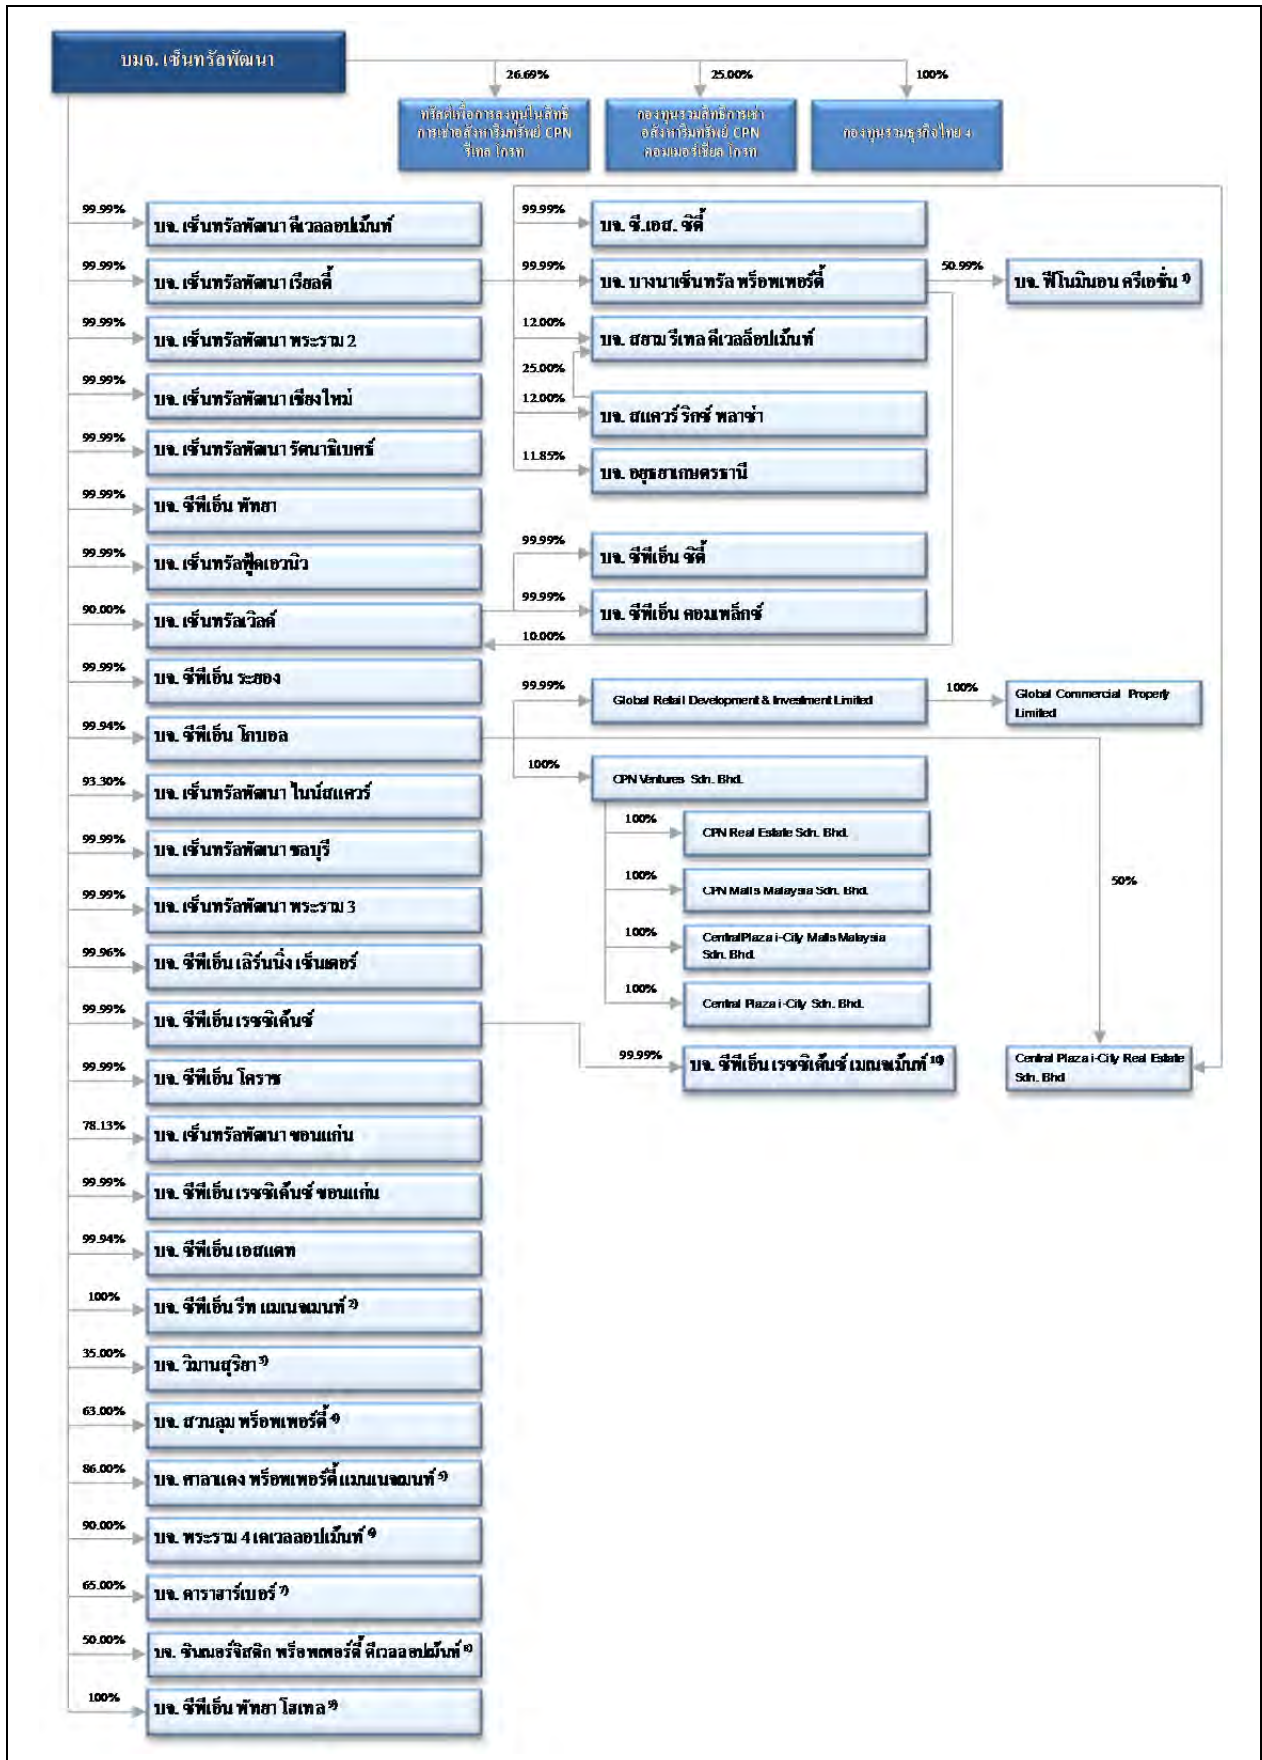 บมจ. เซ็นทรัลพัฒนา
26.69%
25.00%
100%
ทรัสต์เพื่อการลงทุนในสิทธิ
การเช่าอสังหาริมทรัพย์ CPN
รีเทล โกรท
กองทุนรวมสิทธิการเช่า
อสังหาริมทรัพย์ CPN
คอมเมอร์เชียล โกรท
กองทุนรวมธุรกิจไทย 4
99.99%
บจ. เซ็นทรัลพัฒนา ดีเวลลอปเม้นท์
99.99%
บจ. เซ็นทรัลพัฒนา เรียลตี้
99.99%
บจ. เซ็นทรัลพัฒนา พระราม 2
99.99%
บจ. เซ็นทรัลพัฒนา เชียงใหม่
99.99%
บจ. เซ็นทรัลพัฒนา รัตนาธิเบศร์
99.99%
บจ. ซีพีเอ็น พัทยา
99.99%
บจ. เซ็นทรัลฟู้ดเอวนิว
90.00%
บจ. เซ็นทรัลเวิลด์
99.99%
บจ. ซีพีเอ็น ระยอง
99.94%
บจ. ซีพีเอ็น โกบอล
93.30%
บจ. เซ็นทรัลพัฒนา ไนน์สแควร์
99.99%
บจ. เซ็นทรัลพัฒนา ชลบุรี
99.99%
บจ. เซ็นทรัลพัฒนา พระราม 3
99.96%
บจ. ซีพีเอ็น เลิร์นนิ่ง เซ็นเตอร์
99.99%
บจ. ซีพีเอ็น เรซซิเด้นซ์
99.99%
บจ. ซีพีเอ็น โคราช
78.13%
บจ. เซ็นทรัลพัฒนา ขอนแก่น
99.99%
บจ. ซีพีเอ็น เรซซิเด้นซ์ ขอนแก่น
99.94%
บจ. ซีพีเอ็น เอสเตท
100%
บจ. ซีพีเอ็น รีท แมเนจเมนท์ 2)
35.00%
บจ. วิมานสุริยา 3)
63.00%
บจ. สวนลุม พร็อพเพอร์ตี้ 4)
86.00%
บจ. ศาลาแดง พร็อพเพอร์ตี้ แมนเนจเมนท์ 5)
90.00%
บจ. พระราม 4 เดเวลลอปเม้นท์ 6)
65.00%
บจ. ดาราฮาร์เบอร์ 7)
50.00%
บจ. ซินเนอร์จิสติก พร็อพเพอร์ตี้ ดีเวลลอปเม้นท์ 8)
100%
บจ. ซีพีเอ็น พัทยา โฮเทล 9)
99.99%
บจ. ซี.เอส. ซิตี้
99.99%
บจ. บางนาเซ็นทรัล พร็อพเพอร์ตี้
50.99%
บจ. ฟีโนมินอน ครีเอชั่น 1)
12.00%
บจ. สยาม รีเทล ดีเวลล็อปเม้นท์
25.00%
12.00%
บจ. สแควร์ ริทซ์ พลาซ่า
11.85%
บจ. อยุธยาเกษตรธานี
99.99%
บจ. ซีพีเอ็น ซิตี้
99.99%
บจ. ซีพีเอ็น คอมเพล็กซ์
10.00%
99.99%
Global Retail Development & Investment Limited
100%
Global Commercial Property
Limited
100%
CPN Ventures Sdn. Bhd.
100%
CPN Real Estate Sdn. Bhd.
100%
CPN Malls Malaysia Sdn. Bhd.
100%
CentralPlaza i-City Malls Malaysia
Sdn. Bhd.
100%
Central Plaza i-City Sdn. Bhd.
50%
99.99%
บจ. ซีพีเอ็น เรซซิเด้นซ์ เมเนจเม้นท์ 10)
Central Plaza i-City Real Estate
Sdn. Bhd